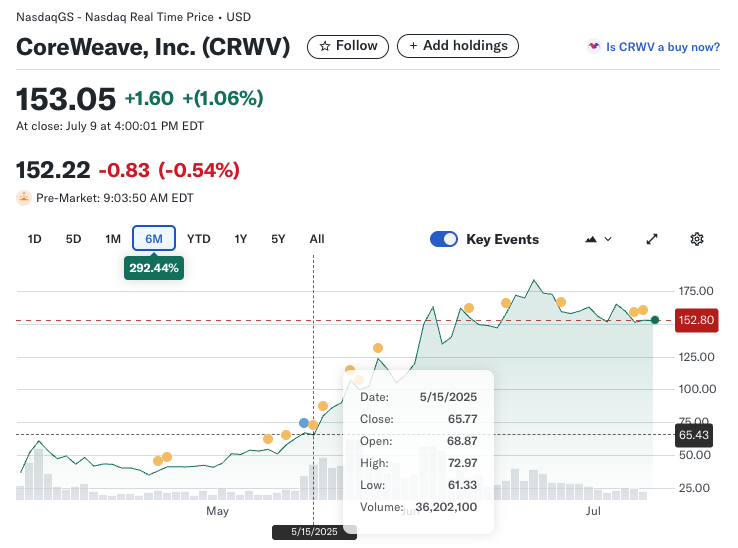 NasdaqGS - Nasdaq Real Time Price • USD
CoreWeave, Inc. (CRWV)
Follow
+ Add holdings
Is CRWV a buy now?
153.05 +1.60 +(1.06%)
At close: July 9 at 4:00:01 PM EDT
152.22 -0.83 (-0.54%)
Pre-Market: 9:03:50 AM EDT
1D 5D 1M 6M YTD 1Y 5Y All
Key Events
292.44%
175.00
152.80
125.00
100.00
75.00
65.43
50.00
25.00
Date: 5/15/2025
Close: 65.77
Open: 68.87
High: 72.97
Low: 61.33
Volume: 36,202,100
May Jun Jul
5/15/2025